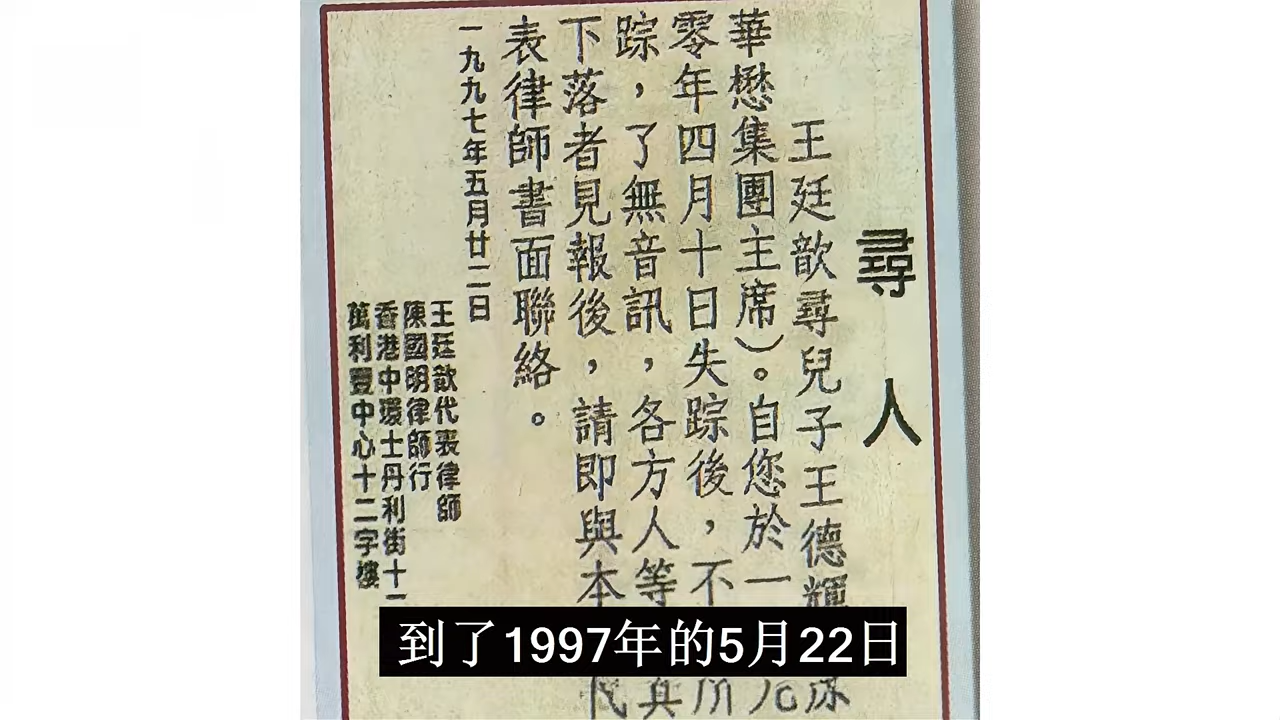 尋人
王廷歆尋兒子王德輝
華懋集團主席）。自您於一
零年四月十日失踪後，不
踪，了無音訊，各方人等
下落者見報後，請即與本
表律師書面聯絡。
一九九七年五月廿二日
王廷歆代表律師
陳國明律師行
香港中環士丹利街十一
萬利豐中心十二字樓
到了1997年的5月22日